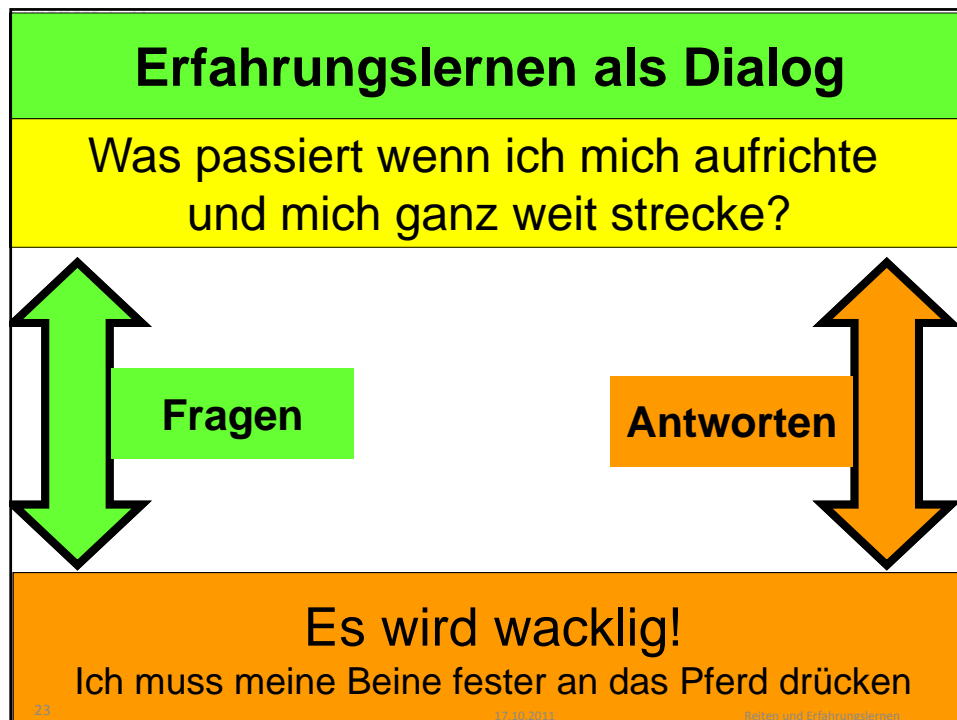 Erfahrungslernen als Dialog
Was passiert wenn ich mich aufrichte
und mich ganz weit strecke?
Fragen
Antworten
Es wird wacklig!
Ich muss meine Beine fester an das Pferd drücken
23
17.10.2011
Reiten und Erfahrungslernen